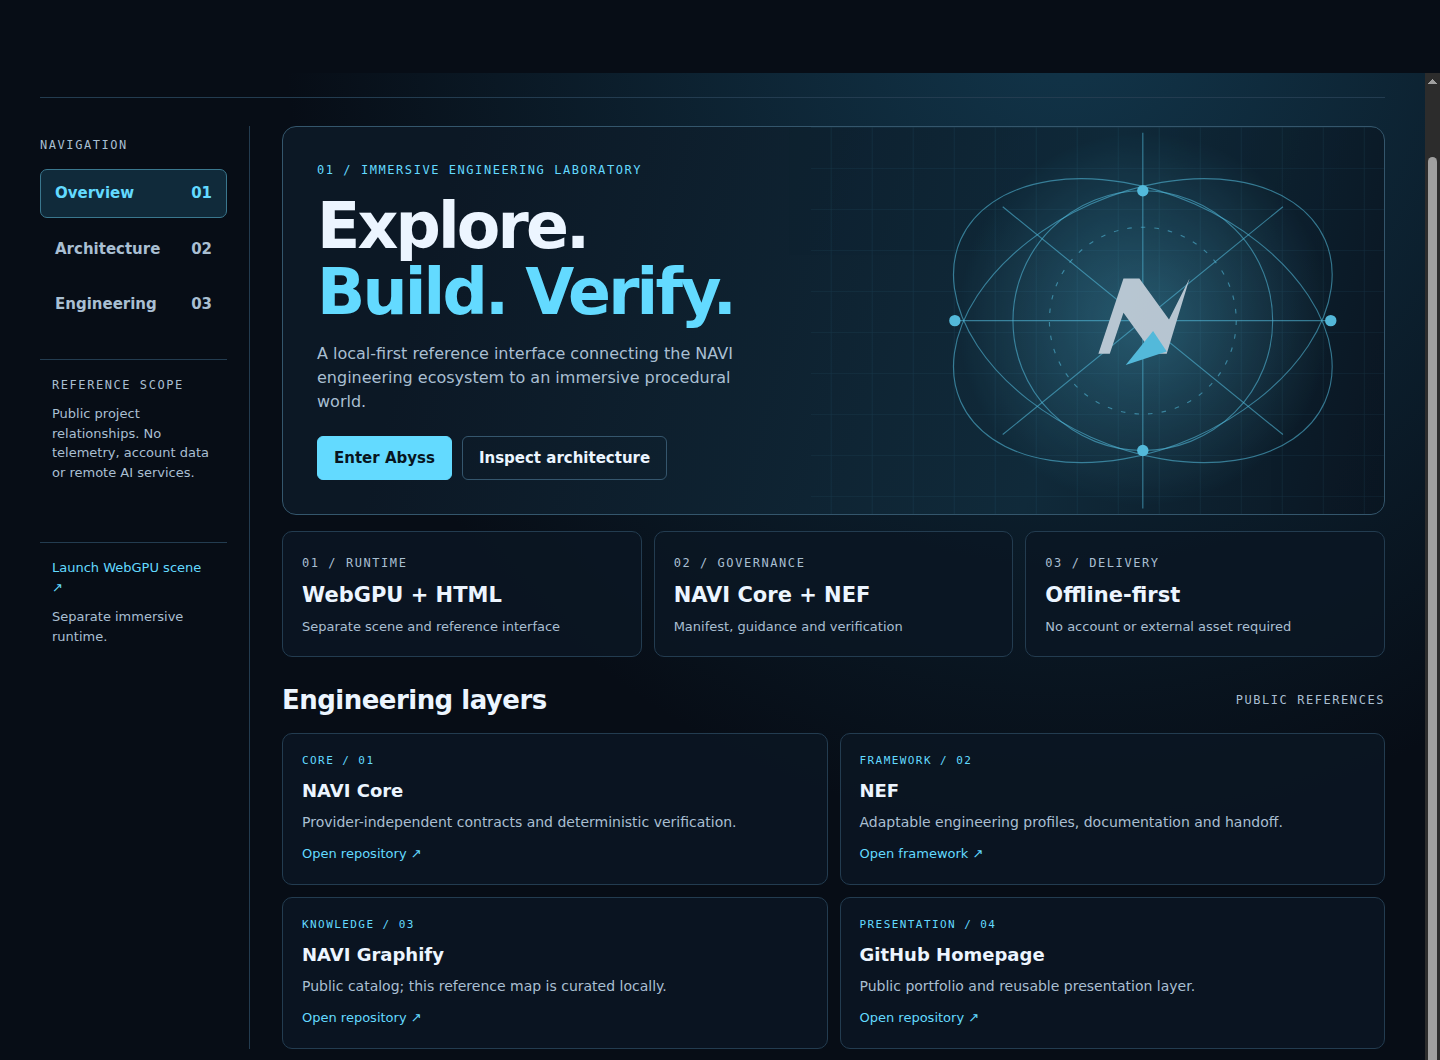 NAVIGATION
Overview 01
Architecture 02
Engineering 03
REFERENCE SCOPE
Public project
relationships. No
telemetry, account data
or remote AI services.
Launch WebGPU scene
↗
Separate immersive
runtime.
01 / IMMERSIVE ENGINEERING LABORATORY
Explore.
Build. Verify.
A local-first reference interface connecting the NAVI
engineering ecosystem to an immersive procedural
world.
Enter Abyss
Inspect architecture
01 / RUNTIME
WebGPU + HTML
Separate scene and reference interface
02 / GOVERNANCE
NAVI Core + NEF
Manifest, guidance and verification
03 / DELIVERY
Offline-first
No account or external asset required
Engineering layers
PUBLIC REFERENCES
CORE / 01
NAVI Core
Provider-independent contracts and deterministic verification.
Open repository ↗
FRAMEWORK / 02
NEF
Adaptable engineering profiles, documentation and handoff.
Open framework ↗
KNOWLEDGE / 03
NAVI Graphify
Public catalog; this reference map is curated locally.
Open repository ↗
PRESENTATION / 04
GitHub Homepage
Public portfolio and reusable presentation layer.
Open repository ↗